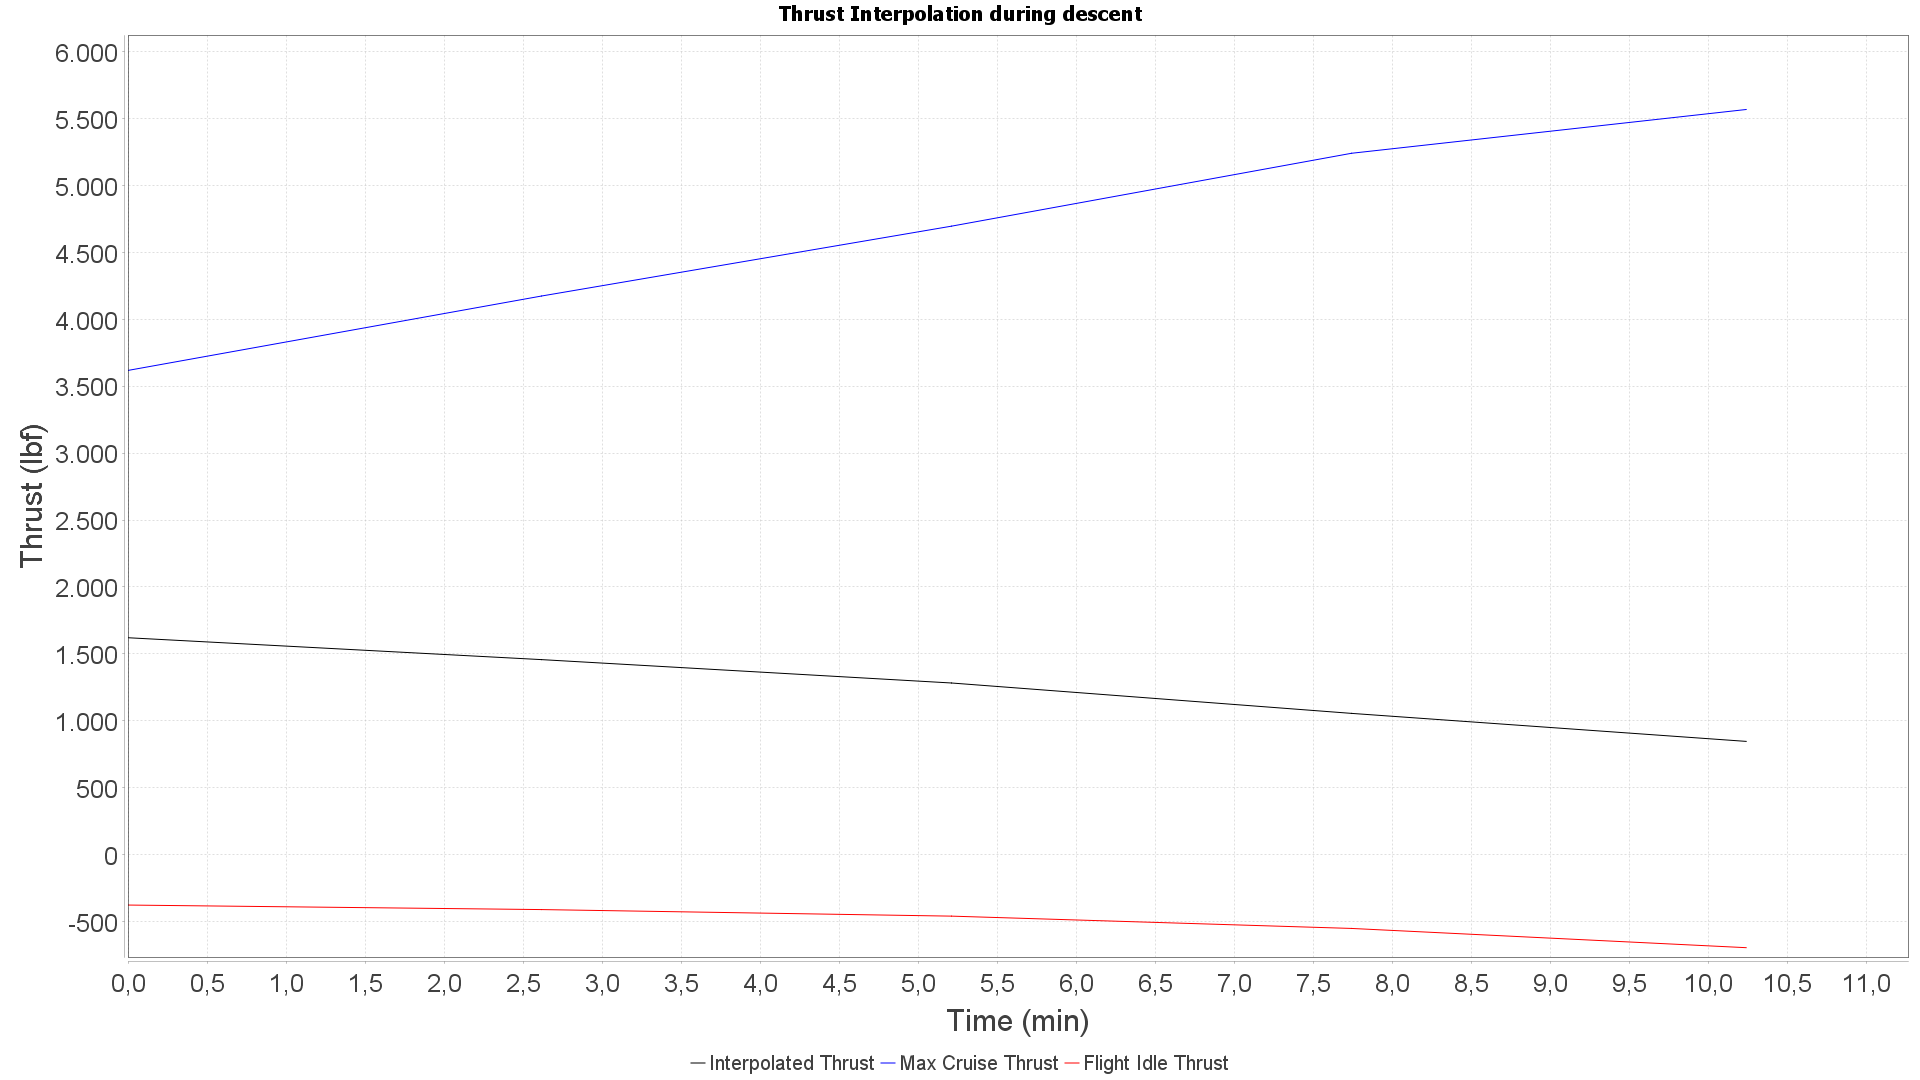 Thrust Interpolation during descent
6.000
5.500
5.000
4.500
4.000
3.500
3.000
2.500
2.000
1.500
1.000
500
0
-500
Thrust (lbf)
0,0 0,5 1,0 1,5 2,0 2,5 3,0 3,5 4,0 4,5 5,0 5,5 6,0 6,5 7,0 7,5 8,0 8,5 9,0 9,5 10,0 10,5 11,0
Time (min)
Interpolated Thrust Max Cruise Thrust Flight Idle Thrust